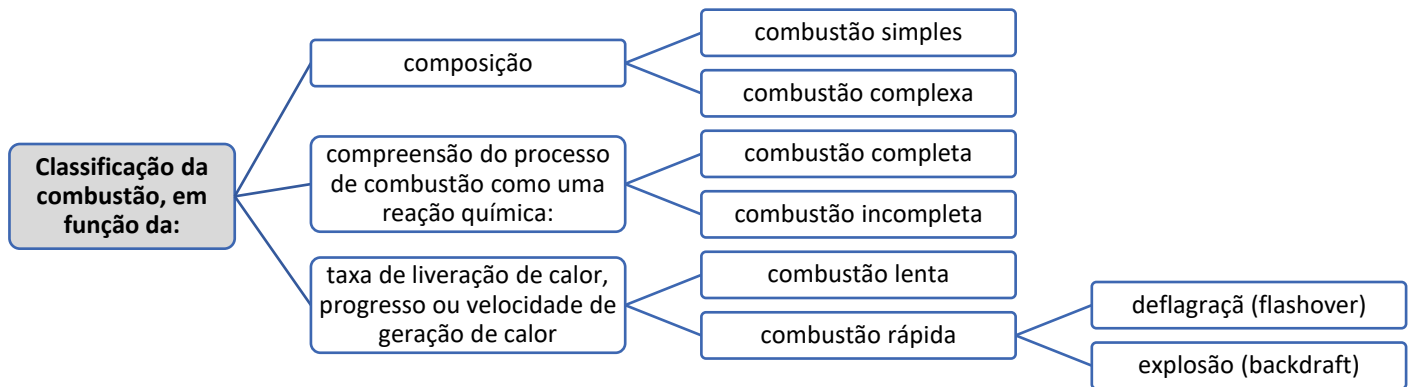 Classificação da
combustão, em
função da:
composição
combustão simples
combustão complexa
compreensão do processo
de combustão como uma
reação química:
combustão completa
combustão incompleta
taxa de liveração de calor,
progresso ou velocidade de
geração de calor
combustão lenta
combustão rápida
deflagraçã (flashover)
explosão (backdraft)